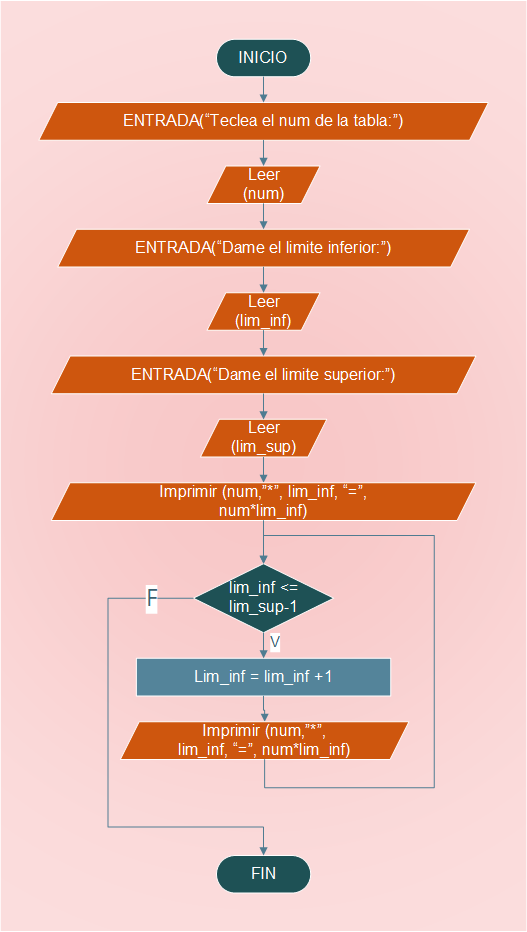 INICIO
ENTRADA(“Teclea el num de la tabla:”)
Leer
(num)
ENTRADA(“Dame el limite inferior:”)
Leer
(lim_inf)
ENTRADA(“Dame el limite superior:”)
Leer
(lim_sup)
Imprimir (num,”*”, lim_inf, “=”,
num*lim_inf)
lim_inf <=
lim_sup-1
F
V
Lim_inf = lim_inf +1
Imprimir (num,”*”,
lim_inf, “=”, num*lim_inf)
FIN